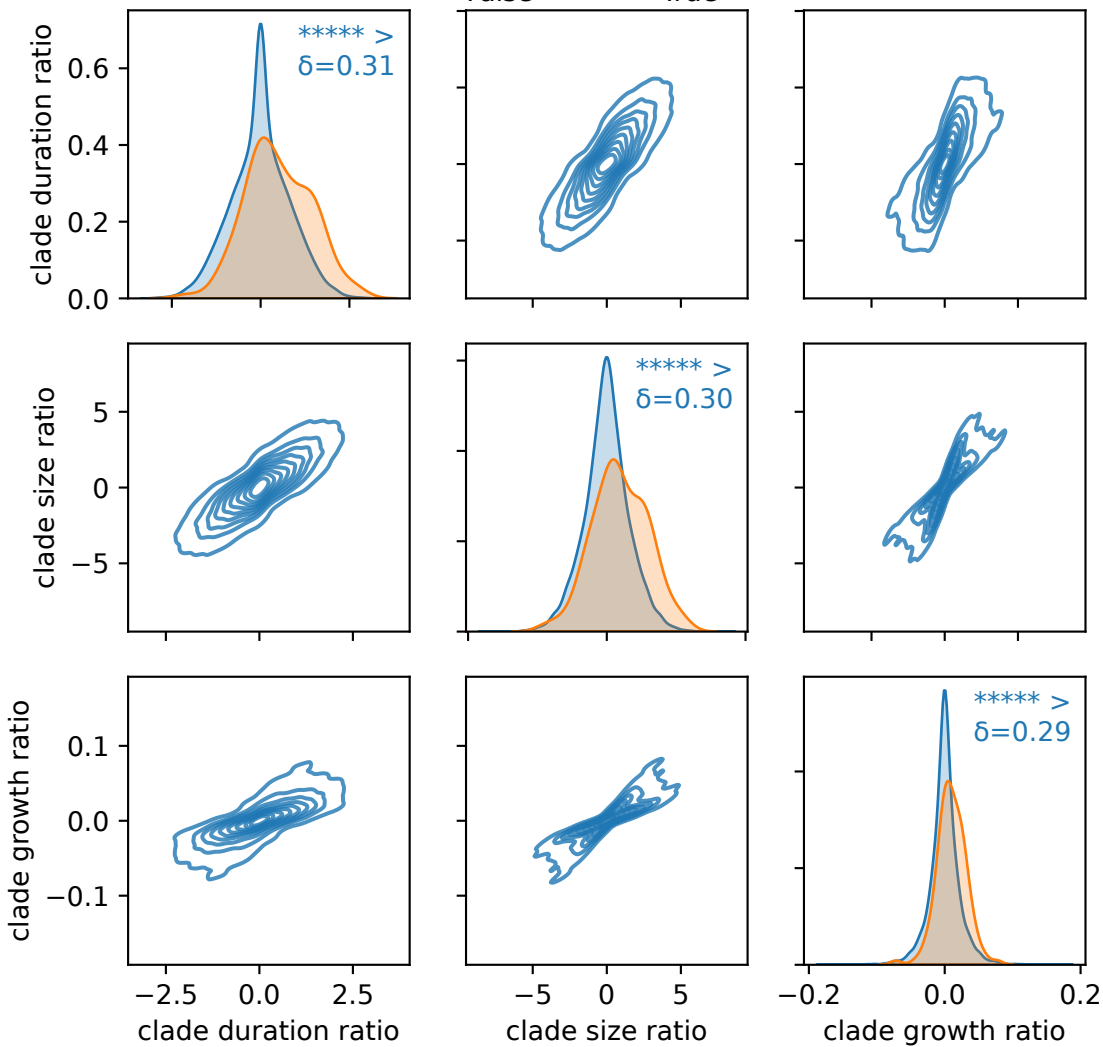 ***** >
δ=0.31
clade duration ratio
0.6
0.4
0.2
0.0
***** >
δ=0.30
clade size ratio
5
0
−5
***** >
δ=0.29
clade growth ratio
0.1
0.0
−0.1
−2.5 0.0 2.5
−5 0 5
−0.2 0.0 0.2
clade duration ratio
clade size ratio
clade growth ratio